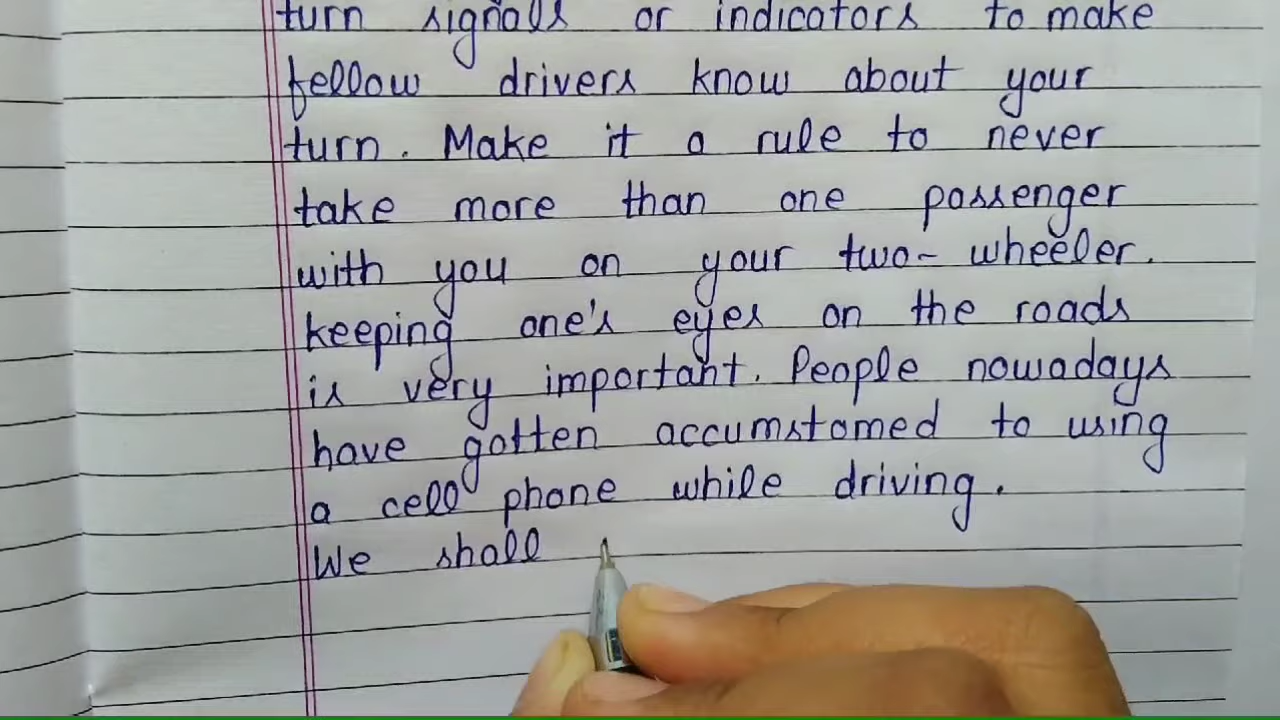 turn signals or indicators to make
fellow drivers know about your
turn. Make it a rule to never
take more than one passenger
with you on your two- wheeler.
keeping one's eyes on the roads
is very important. People nowadays
have gotten accumstomed to using
a cell phone while driving.
We shall